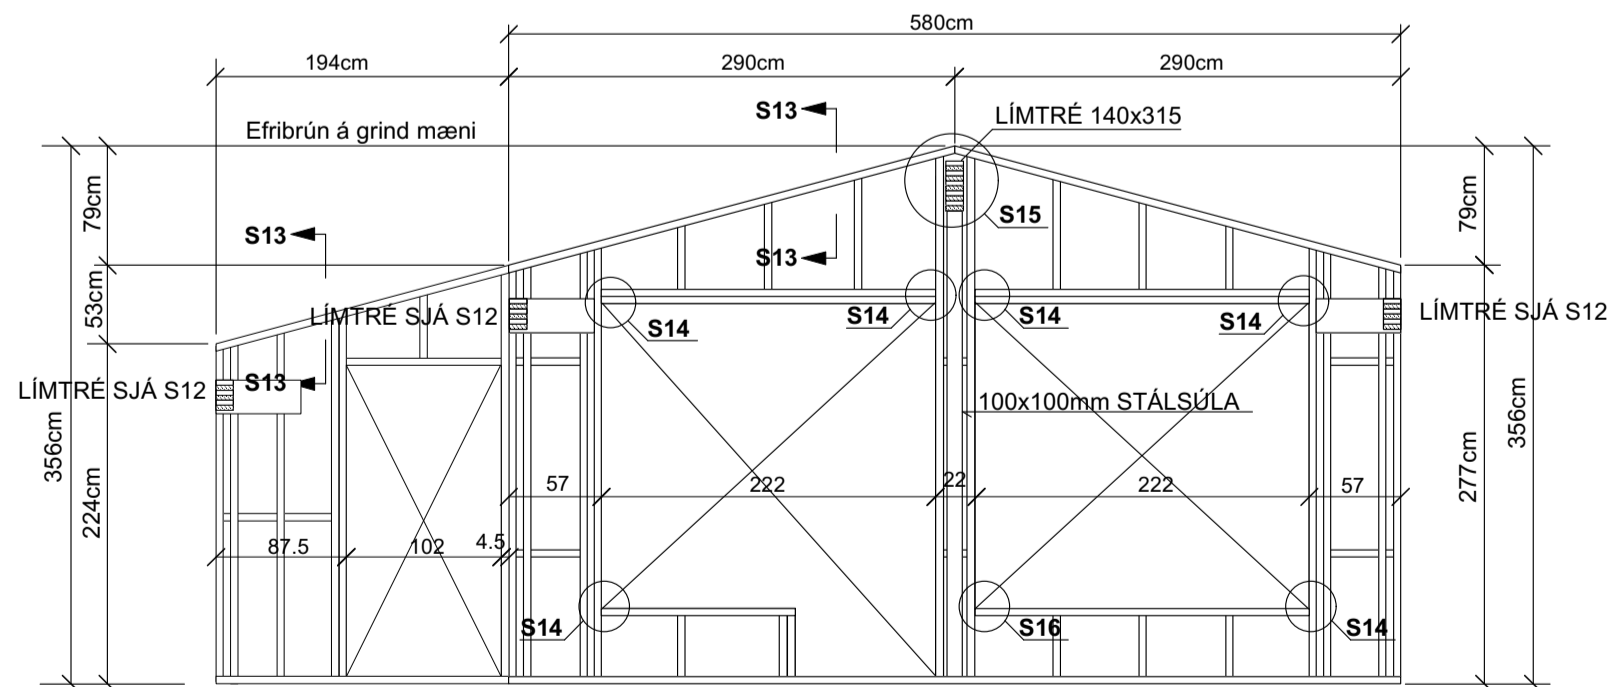 580cm
194cm
290cm
290cm
S13
LÍMTRÉ 140x315
Efribrún á grind mæni
79cm
79cm
S15
S13
S13
53cm
LÍMTRÉ SJÁ S12
S14
S14
S14
S14
LÍMTRÉ SJÁ S12
LÍMTRÉ SJÁ S12
S13
100x100mm STÁLSÚLA
356cm
224cm
277cm
356cm
57
222
22
222
57
87.5
102
4.5
S14
S16
S14